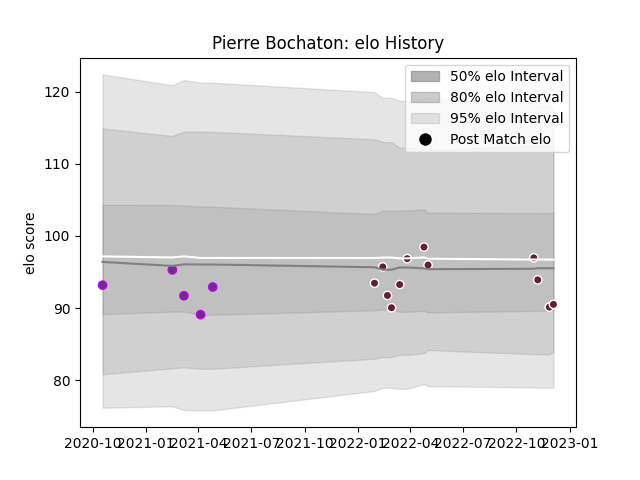 Pierre Bochaton: elo History
50% elo Interval
80% elo Interval
95% elo Interval
Post Match elo
elo score
120
110
100
90
80
2020-10 2021-01 2021-04 2021-07 2021-10 2022-01 2022-04 2022-07 2022-10 2023-01